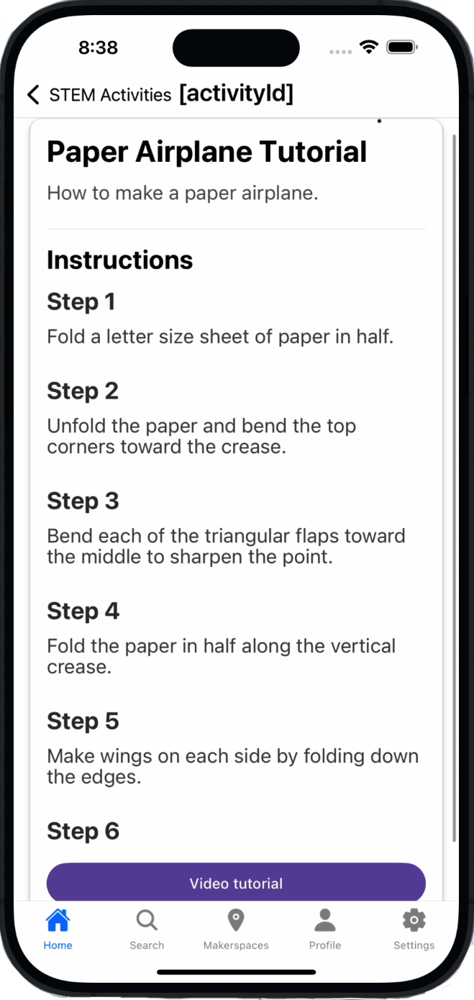 8:38
STEM Activities [activityId]
Paper Airplane Tutorial
How to make a paper airplane.
Instructions
Step 1
Fold a letter size sheet of paper in half.
Step 2
Unfold the paper and bend the top
corners toward the crease.
Step 3
Bend each of the triangular flaps toward
the middle to sharpen the point.
Step 4
Fold the paper in half along the vertical
crease.
Step 5
Make wings on each side by folding down
the edges.
Step 6
Video tutorial
Home Search Makerspaces Profile Settings